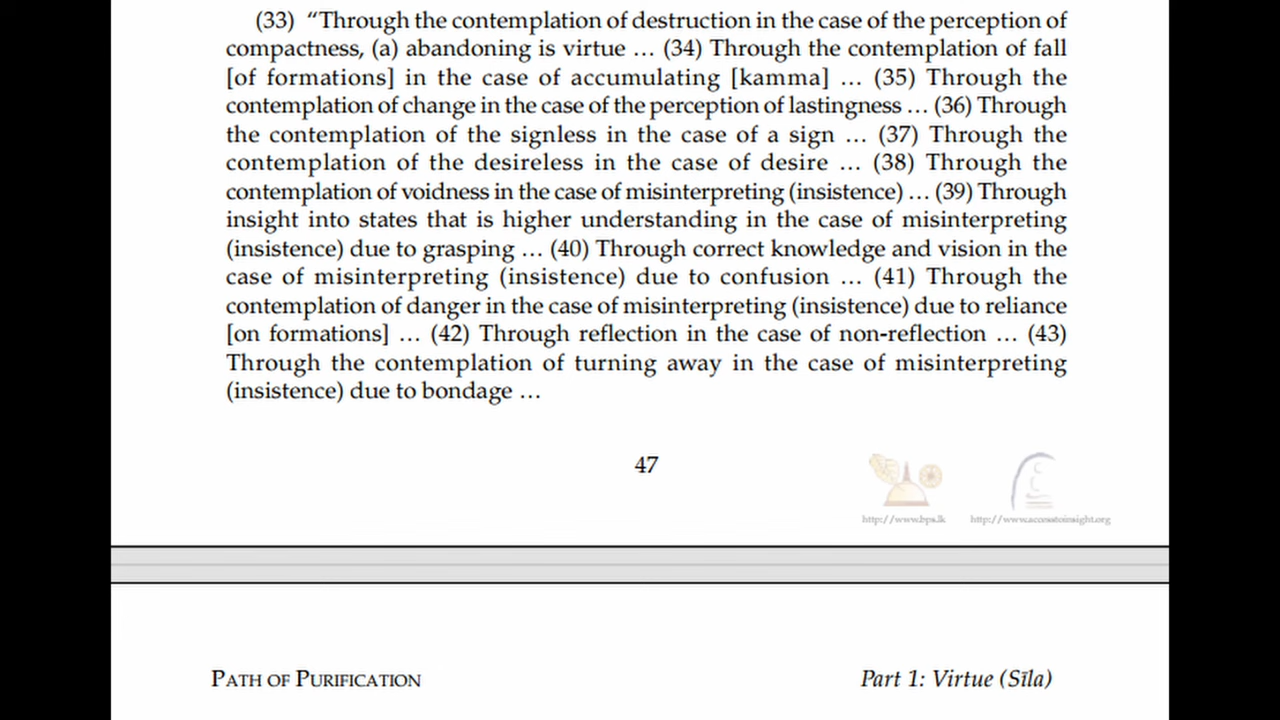 (33) “Through the contemplation of destruction in the case of the perception of
compactness, (a) abandoning is virtue … (34) Through the contemplation of fall
[of formations] in the case of accumulating [kamma] … (35) Through the
contemplation of change in the case of the perception of lastingness … (36) Through
the contemplation of the signless in the case of a sign … (37) Through the
contemplation of the desireless in the case of desire … (38) Through the
contemplation of voidness in the case of misinterpreting (insistence) … (39) Through
insight into states that is higher understanding in the case of misinterpreting
(insistence) due to grasping … (40) Through correct knowledge and vision in the
case of misinterpreting (insistence) due to confusion … (41) Through the
contemplation of danger in the case of misinterpreting (insistence) due to reliance
[on formations] … (42) Through reflection in the case of non-reflection … (43)
Through the contemplation of turning away in the case of misinterpreting
(insistence) due to bondage …
47
http://www.bps.lk http://www.accesstoinsight.org
PATH OF PURIFICATION Part 1: Virtue (Sīla)